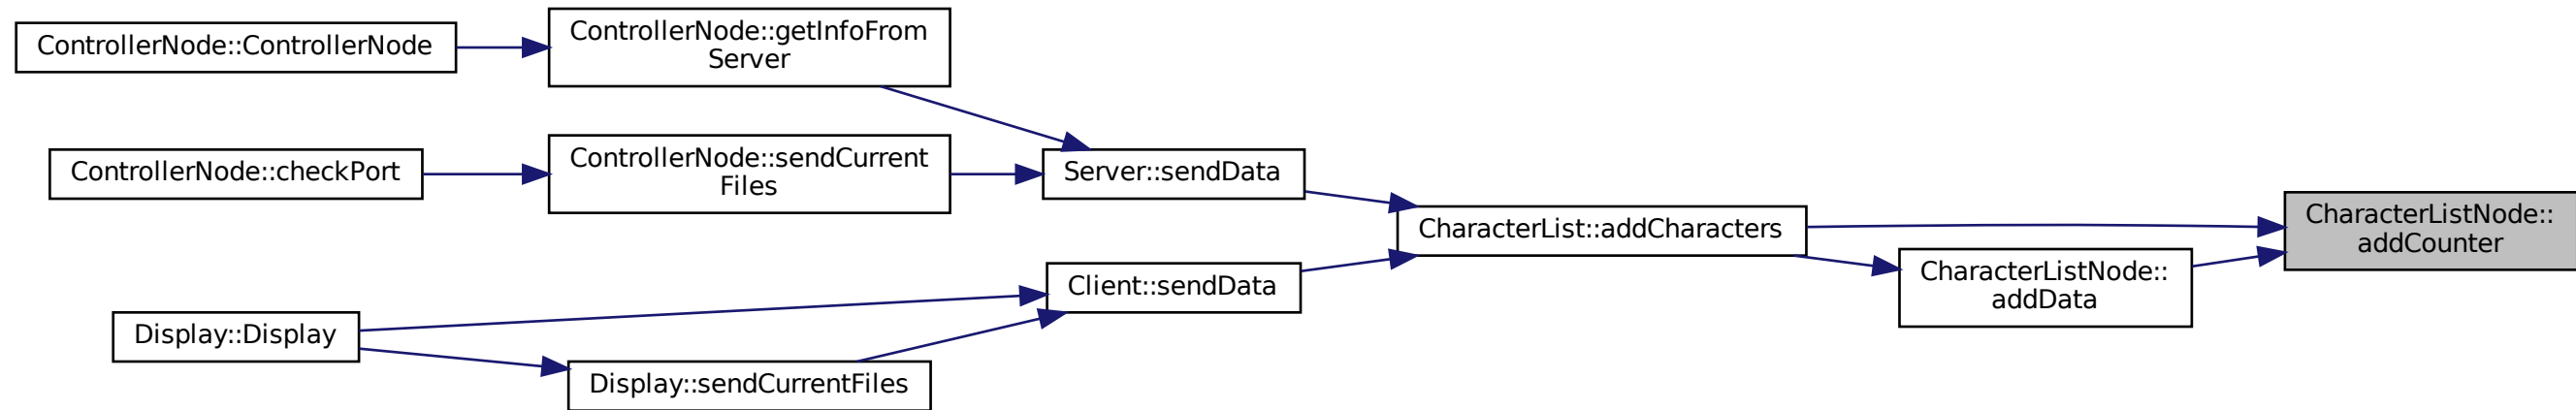 ControllerNode::ControllerNode
ControllerNode::getInfoFrom
Server
ControllerNode::checkPort
ControllerNode::sendCurrent
Files
Server::sendData
CharacterList::addCharacters
CharacterListNode::
addCounter
CharacterListNode::
addData
Client::sendData
Display::Display
Display::sendCurrentFiles